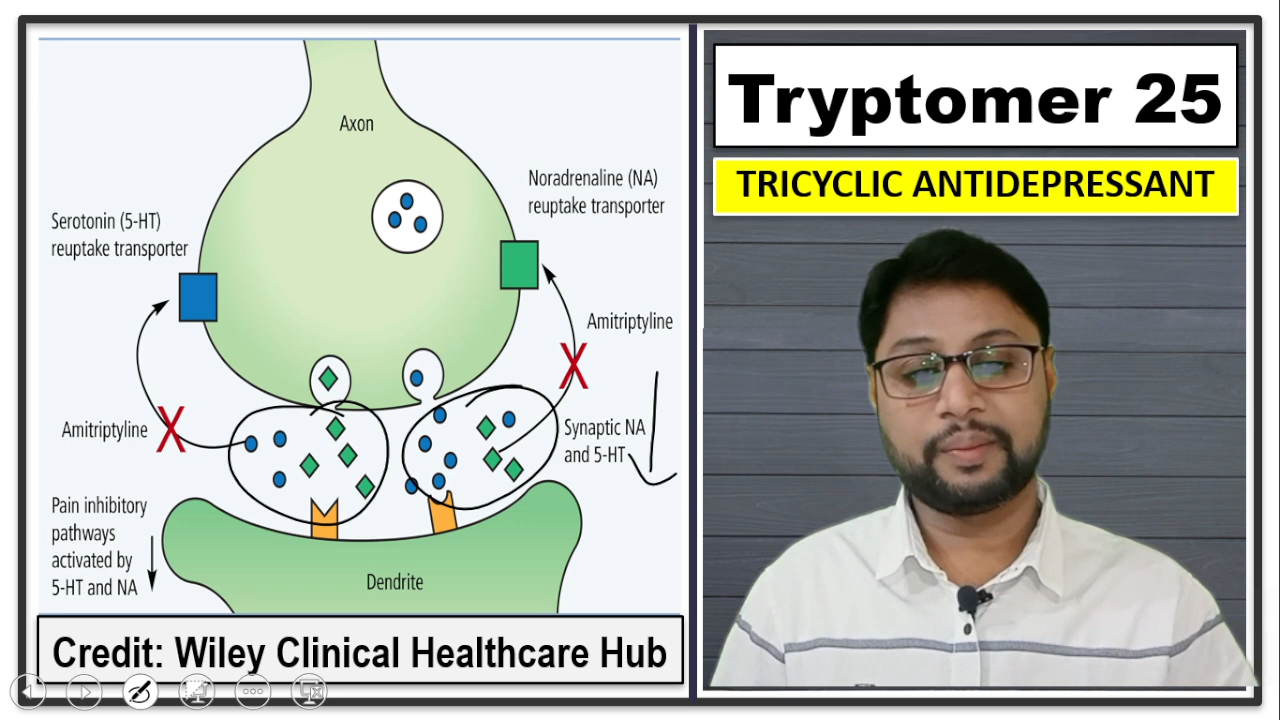 Axon
Noradrenaline (NA)
reuptake transporter
Serotonin (5-HT)
reuptake transporter
Amitriptyline
Amitriptyline
Synaptic NA
and 5-HT
Pain inhibitory
pathways
activated by
5-HT and NA
Dendrite
Credit: Wiley Clinical Healthcare Hub
Tryptomer 25
TRICYCLIC ANTIDEPRESSANT